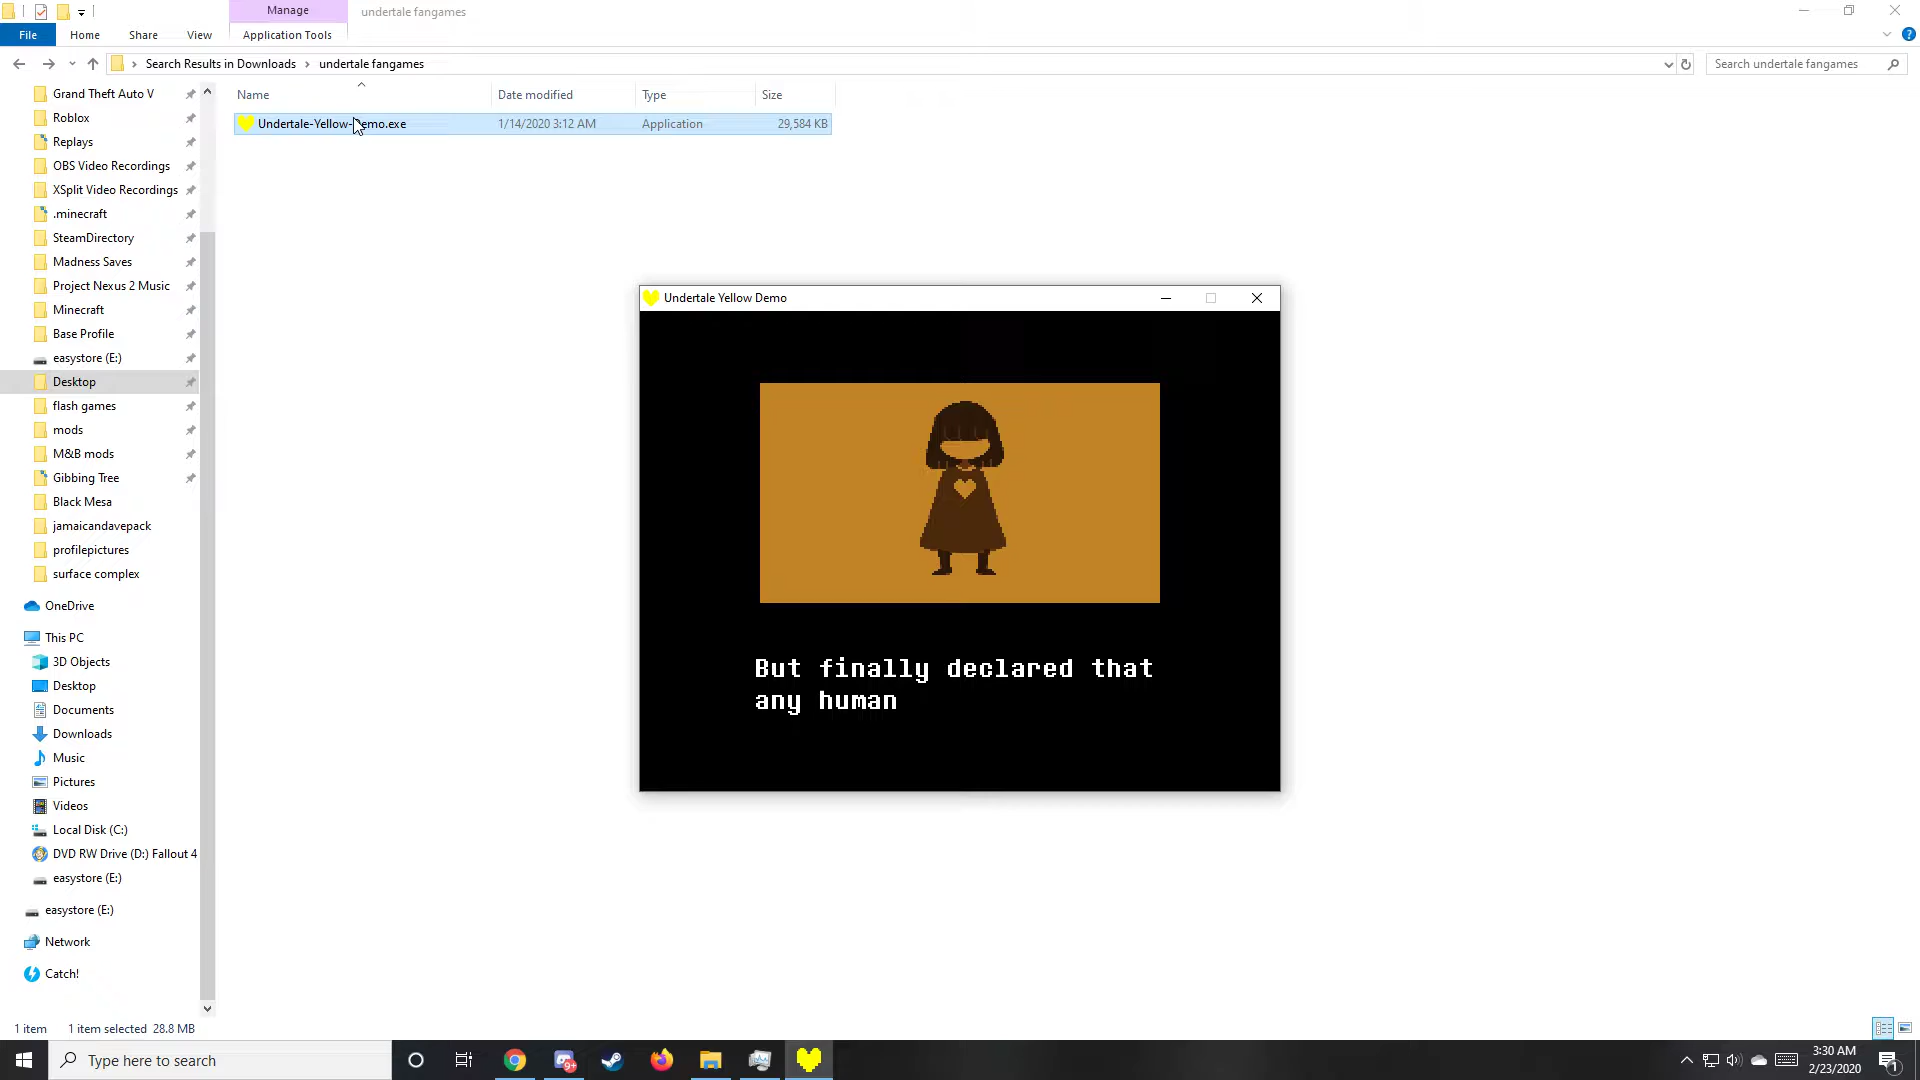 Manage
undertale fangames
File
Home
Share
View
Application Tools
Search Results in Downloads
undertale fangames
Search undertale fangames
Name
Date modified
Type
Size
Undertale-Yellow-Demo.exe
1/14/2020 3:12 AM
Application
29,584 KB
Grand Theft Auto V
Roblox
Replays
OBS Video Recordings
XSplit Video Recordings
.minecraft
SteamDirectory
Madness Saves
Project Nexus 2 Music
Minecraft
Base Profile
easystore (E:)
Desktop
flash games
mods
M&B mods
Gibbing Tree
Black Mesa
jamaicandavepack
profilepictures
surface complex
OneDrive
This PC
3D Objects
Desktop
Documents
Downloads
Music
Pictures
Videos
Local Disk (C:)
DVD RW Drive (D:) Fallout 4
easystore (E:)
easystore (E:)
Network
Catch!
Undertale Yellow Demo
But finally declared that
any human
1 item
1 item selected 28.8 MB
Type here to search
9+
3:30 AM
2/23/2020
1